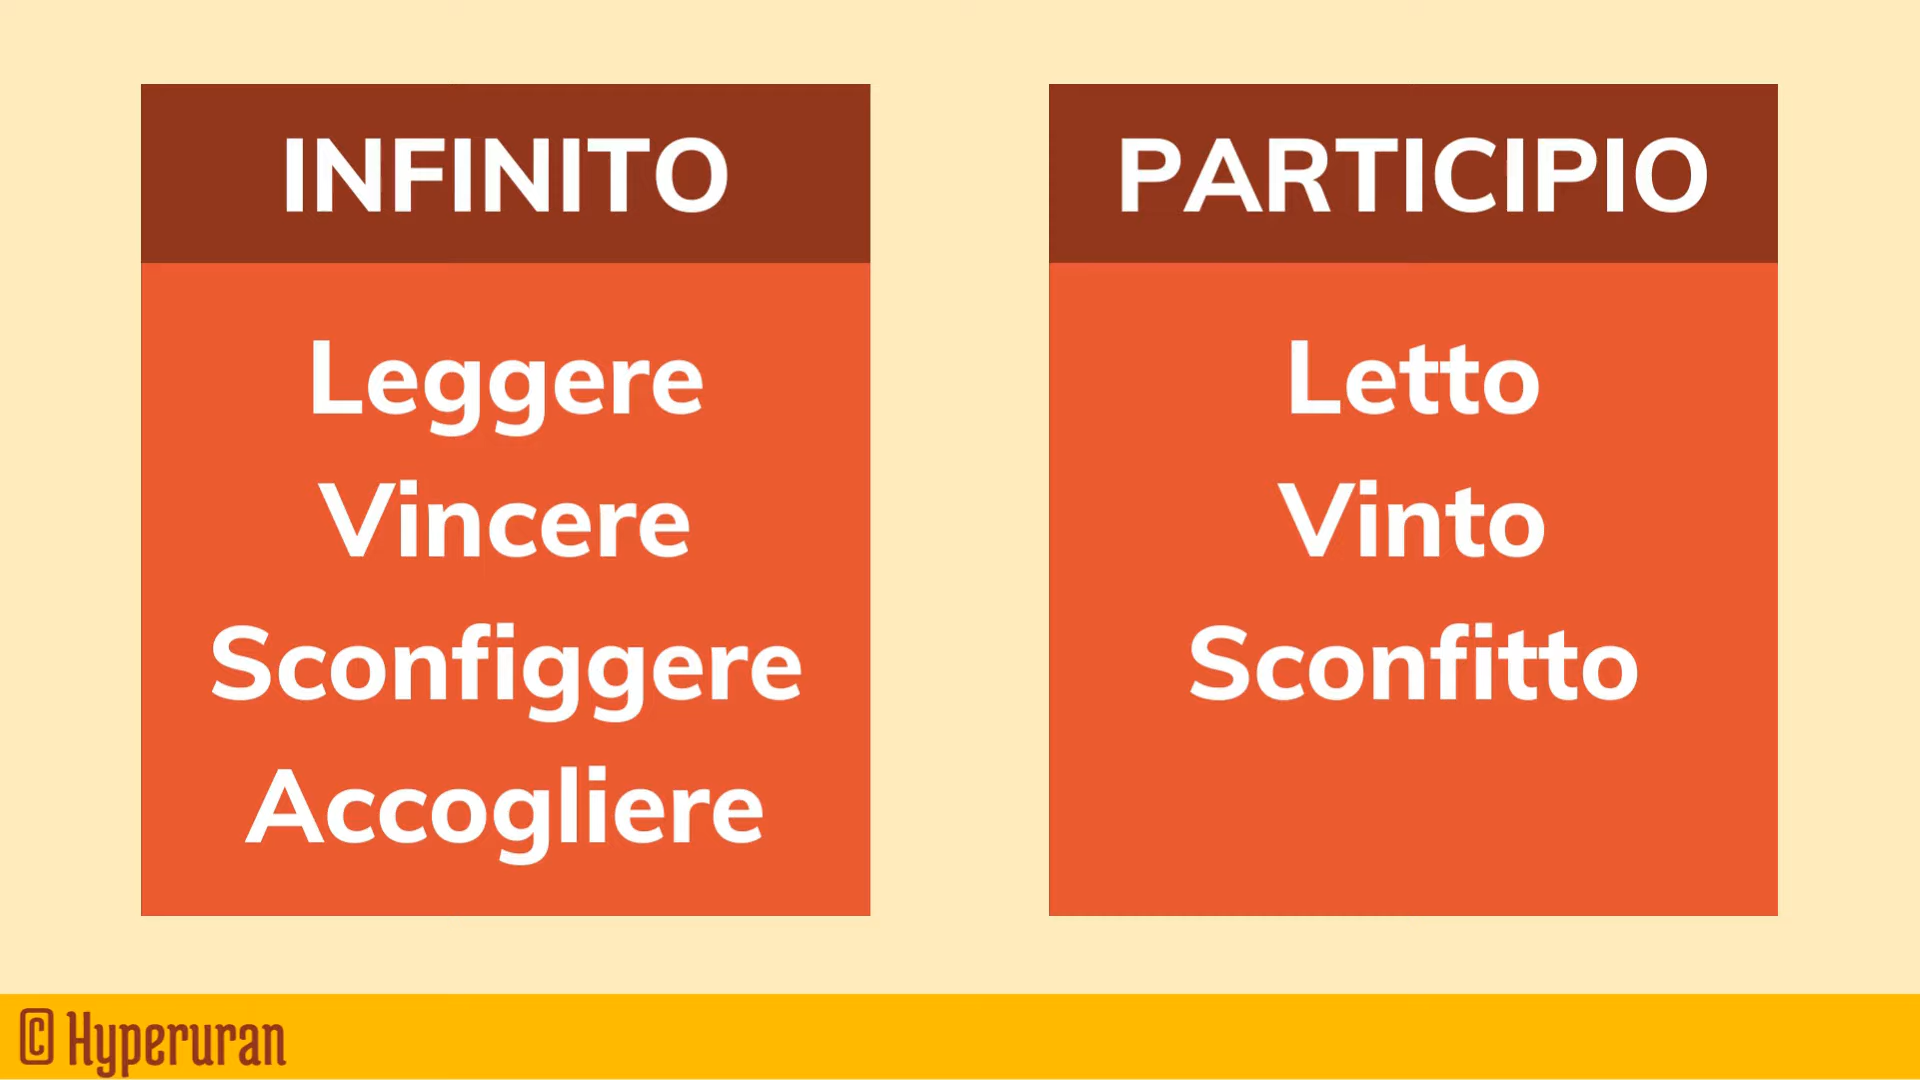 INFINITO
Leggere
Vincere
Sconfiggere
Accogliere
PARTICIPIO
Letto
Vinto
Sconfitto
© Hyperuran